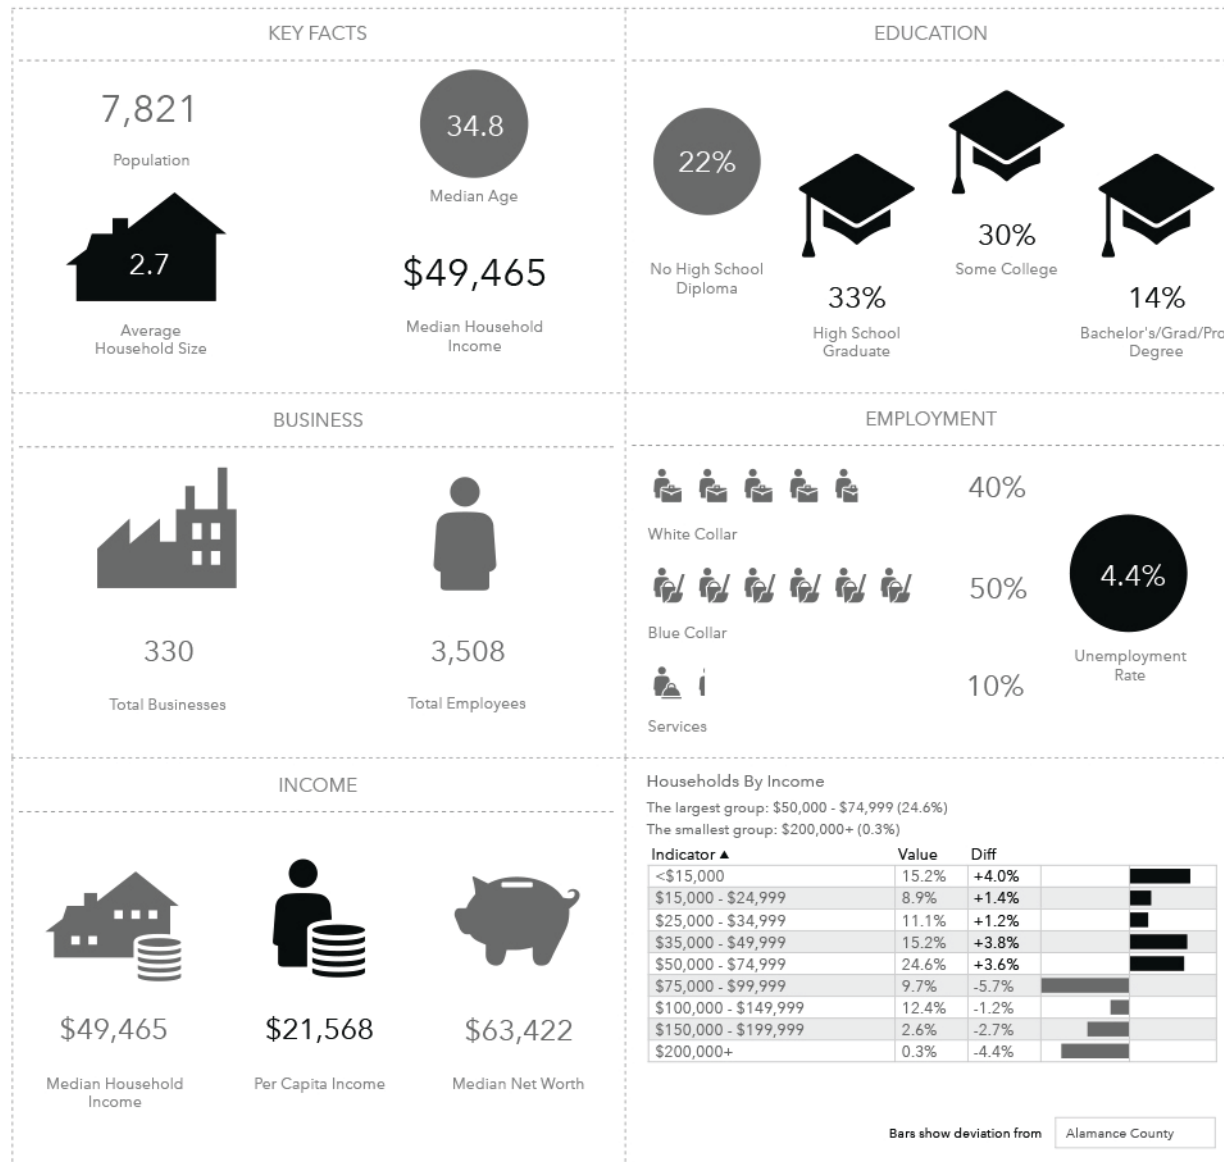 KEY FACTS
7,821
Population
34.8
Median Age
2.7
Average
Household Size
$49,465
Median Household
Income
EDUCATION
22%
No High School
Diploma
33%
High School
Graduate
30%
Some College
14%
Bachelor's/Grad/Pro
Degree
BUSINESS
330
Total Businesses
3,508
Total Employees
EMPLOYMENT
40%
White Collar
50%
Blue Collar
10%
Services
4.4%
Unemployment
Rate
INCOME
$49,465
Median Household
Income
$21,568
Per Capita Income
$63,422
Median Net Worth
Households By Income
The largest group: $50,000 - $74,999 (24.6%)
The smallest group: $200,000+ (0.3%)
Indicator ▲ Value Diff
<$15,000 15.2% +4.0%
$15,000 - $24,999 8.9% +1.4%
$25,000 - $34,999 11.1% +1.2%
$35,000 - $49,999 15.2% +3.8%
$50,000 - $74,999 24.6% +3.6%
$75,000 - $99,999 9.7% -5.7%
$100,000 - $149,999 12.4% -1.2%
$150,000 - $199,999 2.6% -2.7%
$200,000+ 0.3% -4.4%
Bars show deviation from Alamance County